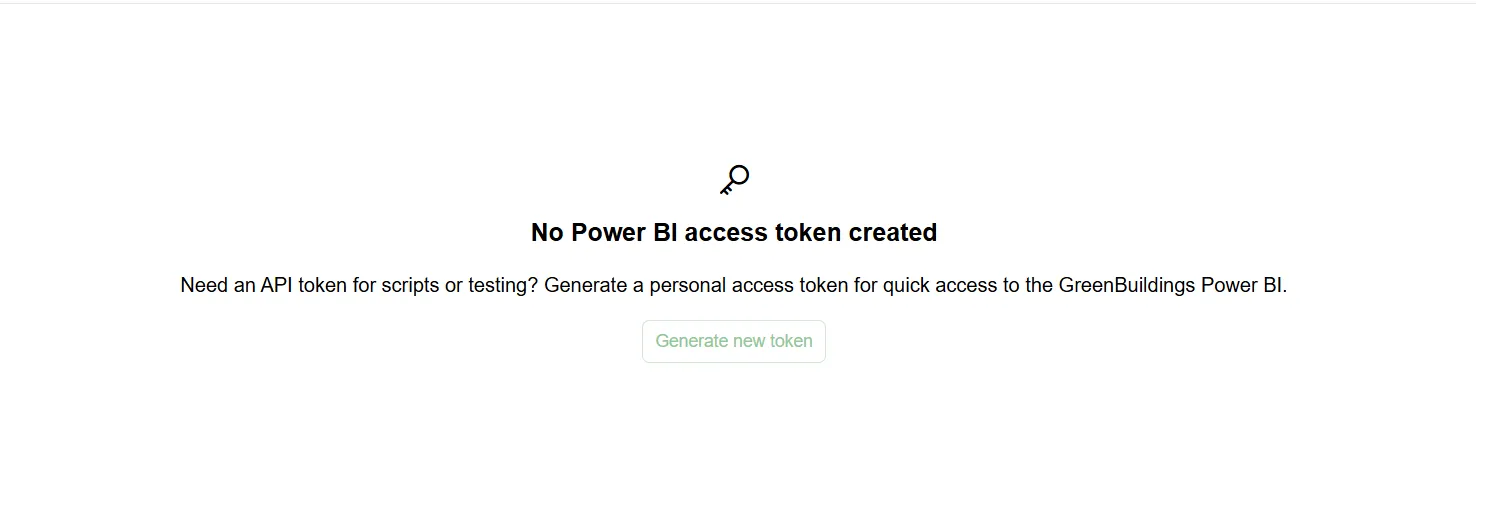 No Power BI access token created
Need an API token for scripts or testing? Generate a personal access token for quick access to the GreenBuildings Power BI.
Generate new token